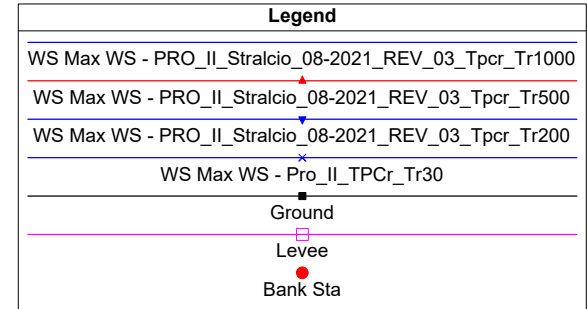 Legend
WS Max WS - PRO_II_Stralcio_08-2021_REV_03_Tpcr_Tr1000
WS Max WS - PRO_II_Stralcio_08-2021_REV_03_Tpcr_Tr500
WS Max WS - PRO_II_Stralcio_08-2021_REV_03_Tpcr_Tr200
WS Max WS - Pro_II_TPCr_Tr30
Ground
Levee
Bank Sta